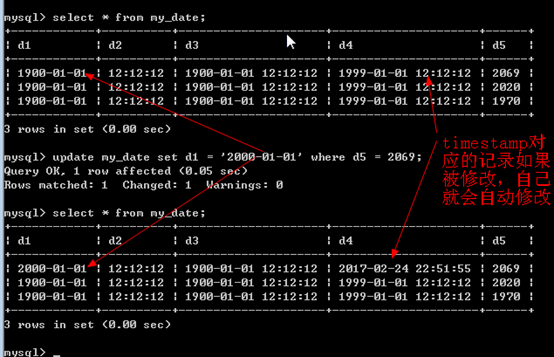 mysql> select * from my_date;
+------------+----------+---------------------+---------------------+------+
| d1 | d2 | d3 | d4 | d5 |
+------------+----------+---------------------+---------------------+------+
| 1900-01-01 | 12:12:12 | 1900-01-01 12:12:12 | 1999-01-01 12:12:12 | 2069 |
| 1900-01-01 | 12:12:12 | 1900-01-01 12:12:12 | 1999-01-01 12:12:12 | 2020 |
| 1900-01-01 | 12:12:12 | 1900-01-01 12:12:12 | 1999-01-01 12:12:12 | 1970 |
+------------+----------+---------------------+---------------------+------+
3 rows in set (0.00 sec)
mysql> update my_date set d1 = '2000-01-01' where d5 = 2069;
Query OK, 1 row affected (0.05 sec)
Rows matched: 1 Changed: 1 Warnings: 0
timestamp对
应的记录如果
被修改，自己
就会自动修改
mysql> select * from my_date;
+------------+----------+---------------------+---------------------+------+
| d1 | d2 | d3 | d4 | d5 |
+------------+----------+---------------------+---------------------+------+
| 2000-01-01 | 12:12:12 | 1900-01-01 12:12:12 | 2017-02-24 22:51:55 | 2069 |
| 1900-01-01 | 12:12:12 | 1900-01-01 12:12:12 | 1999-01-01 12:12:12 | 2020 |
| 1900-01-01 | 12:12:12 | 1900-01-01 12:12:12 | 1999-01-01 12:12:12 | 1970 |
+------------+----------+---------------------+---------------------+------+
3 rows in set (0.00 sec)
mysql> _